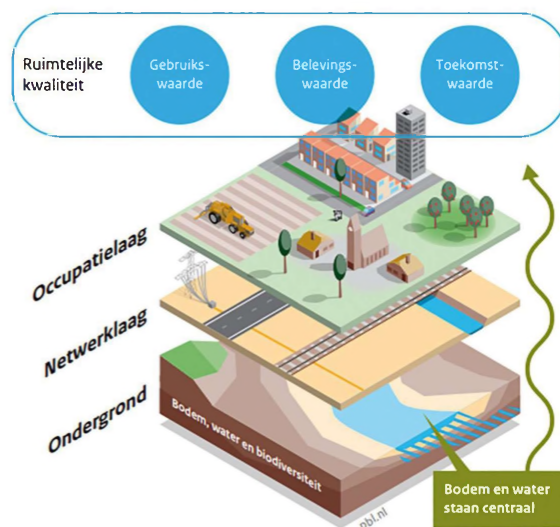 Ruimtelijke
kwaliteit
Gebruiks-
waarde
Belevings-
waarde
Toekomst-
waarde
Occupatielaag
Netwerklaag
Ondergrond
Bodem, water en biodiversiteit
Bodem en water
staan centraal
pbl.nl